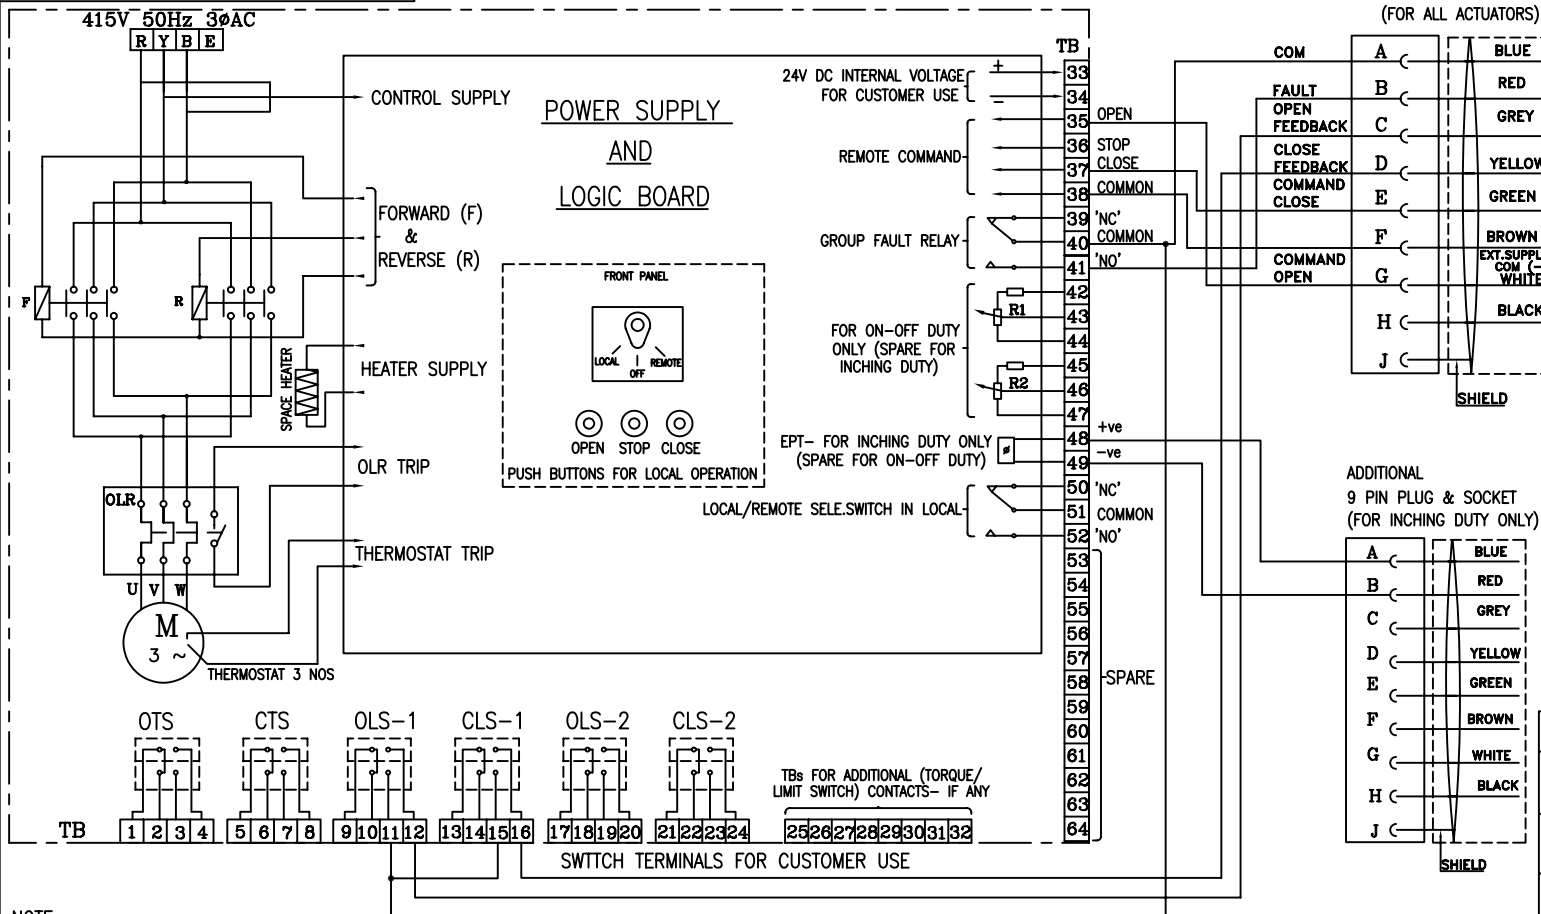 415V 50Hz 3øAC
R Y B E
CONTROL SUPPLY
POWER SUPPLY
AND
LOGIC BOARD
FORWARD (F)
&
REVERSE (R)
F
R
SPACE HEATER
HEATER SUPPLY
FRONT PANEL
LOCAL
OFF
REMOTE
OPEN STOP CLOSE
PUSH BUTTONS FOR LOCAL OPERATION
OLR TRIP
OLR
THERMOSTAT TRIP
U V W
M
3 ~
THERMOSTAT 3 NOS
TB
24V DC INTERNAL VOLTAGE
FOR CUSTOMER USE
+
−
REMOTE COMMAND
GROUP FAULT RELAY
FOR ON-OFF DUTY
ONLY (SPARE FOR
INCHING DUTY)
R1
R2
EPT- FOR INCHING DUTY ONLY
(SPARE FOR ON-OFF DUTY)
ø
LOCAL/REMOTE SELE.SWITCH IN LOCAL
33
34
35 OPEN
36 STOP
37 CLOSE
38 COMMON
39 'NC'
40 COMMON
41 'NO'
42
43
44
45
46
47
48 +ve
49 -ve
50 'NC'
51 COMMON
52 'NO'
53
54
55
56
57
58
59
60
61
62
63
64
SPARE
(FOR ALL ACTUATORS)
COM A BLUE
FAULT B RED
OPEN
FEEDBACK C GREY
CLOSE
FEEDBACK D YELLOW
COMMAND
CLOSE E GREEN
F BROWN
EXT.SUPPL
COM (-
COMMAND
OPEN G WHITE
H BLACK
J
SHIELD
ADDITIONAL
9 PIN PLUG & SOCKET
(FOR INCHING DUTY ONLY)
A BLUE
B RED
C GREY
D YELLOW
E GREEN
F BROWN
G WHITE
H BLACK
J
SHIELD
OTS CTS OLS-1 CLS-1 OLS-2 CLS-2
TBs FOR ADDITIONAL (TORQUE/
LIMIT SWITCH) CONTACTS- IF ANY
TB 1 2 3 4 5 6 7 8 9 10 11 12 13 14 15 16 17 18 19 20 21 22 23 24 25 26 27 28 29 30 31 32
SWTTCH TERMINALS FOR CUSTOMER USE
NOTE